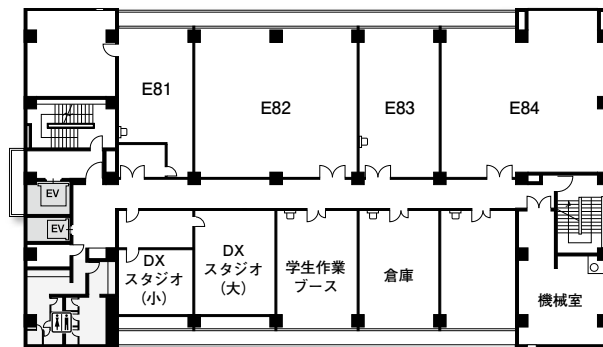 E81
E82
E83
E84
EV
EV
DX
スタジオ
(小)
DX
スタジオ
(大)
学生作業
ブース
倉庫
機械室